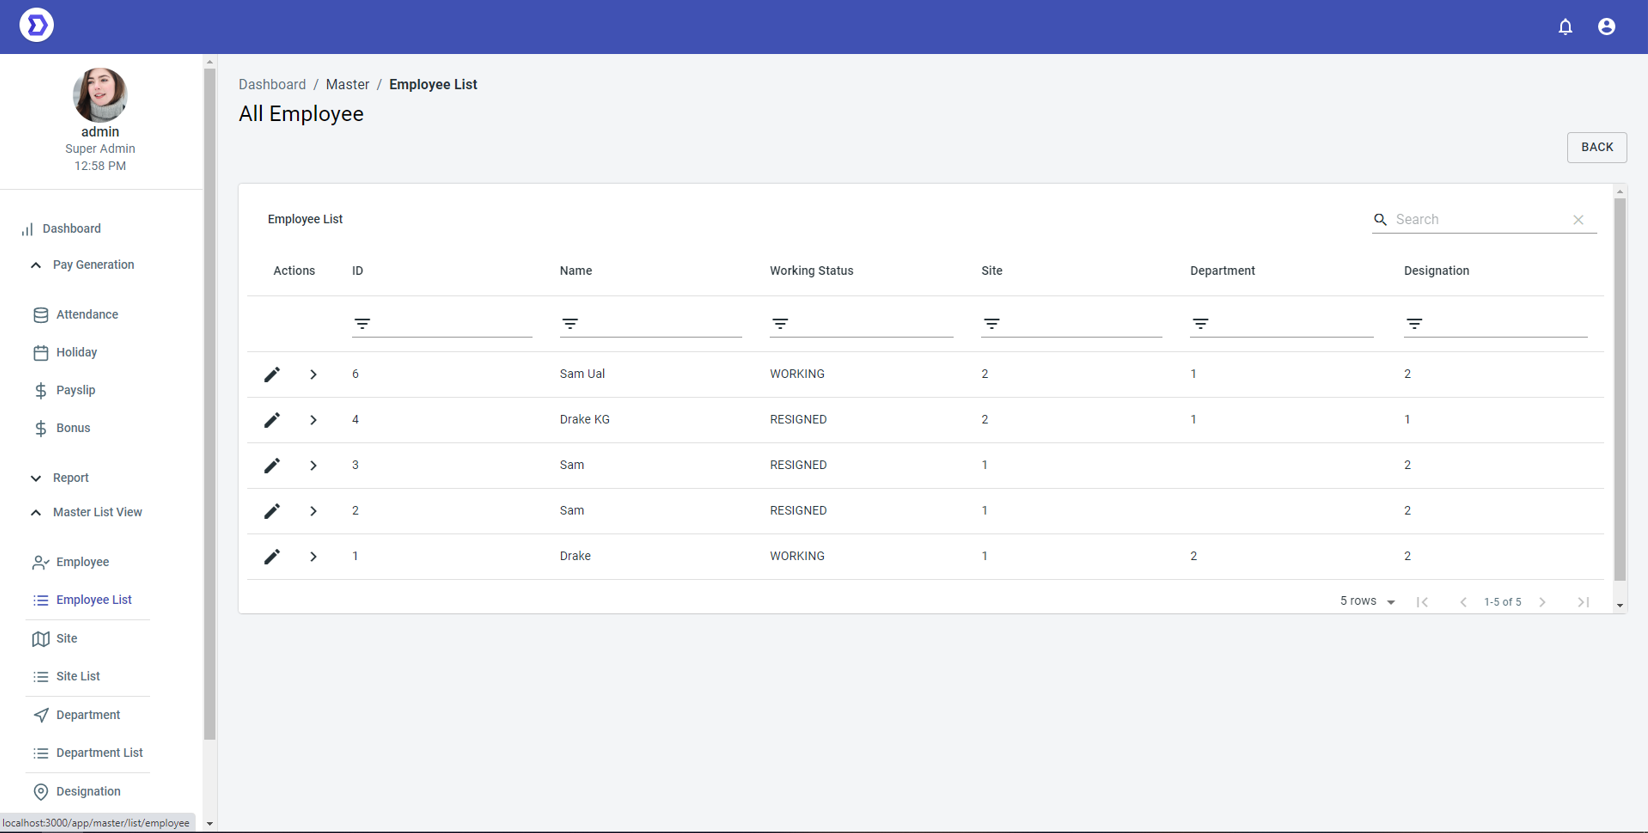 admin
Super Admin
12:58 PM
Dashboard
Pay Generation
Attendance
Holiday
Payslip
Bonus
Report
Master List View
Employee
Employee List
Site
Site List
Department
Department List
Designation
localhost:3000/app/master/list/employee
Dashboard / Master / Employee List
All Employee
BACK
Employee List
Search
Actions ID Name Working Status Site Department Designation
6 Sam Ual WORKING 2 1 2
4 Drake KG RESIGNED 2 1 1
3 Sam RESIGNED 1 2
2 Sam RESIGNED 1 2
1 Drake WORKING 1 2 2
5 rows 1-5 of 5